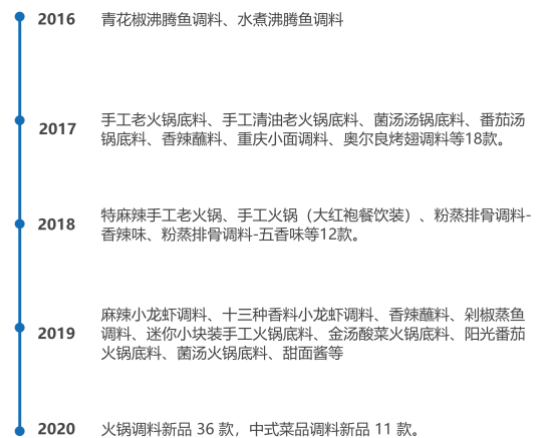 2016 青花椒沸腾鱼调料、水煮沸腾鱼调料
2017 手工老火锅底料、手工清油老火锅底料、菌汤汤锅底料、番茄汤
锅底料、香辣蘸料、重庆小面调料、奥尔良烤翅调料等18款。
2018 特麻辣手工老火锅、手工火锅（大红袍餐饮装）、粉蒸排骨调料-
香辣味、粉蒸排骨调料-五香味等12款。
2019 麻辣小龙虾调料、十三种香料小龙虾调料、香辣蘸料、剁椒蒸鱼
调料、迷你小块装手工火锅底料、金汤酸菜火锅底料、阳光番茄
火锅底料、菌汤火锅底料、甜面酱等
2020 火锅调料新品 36 款，中式菜品调料新品 11 款。